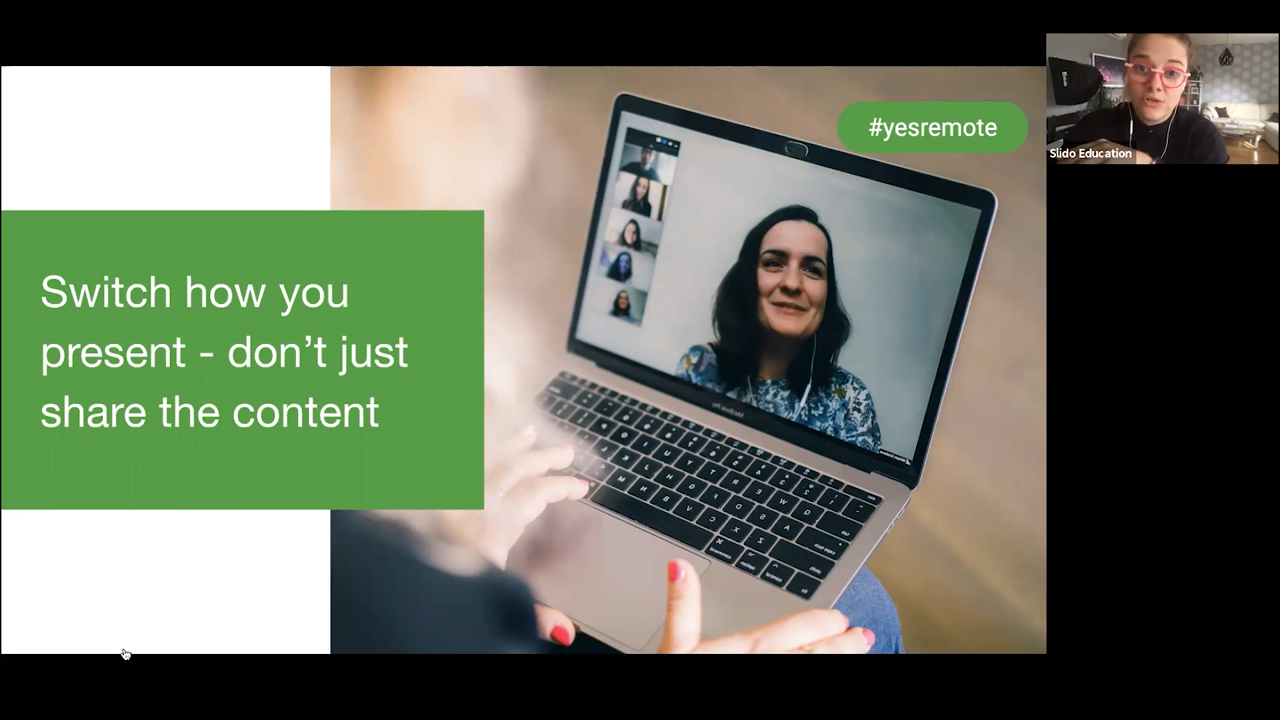 #yesremote
Slido Education
Switch how you
present - don't just
share the content